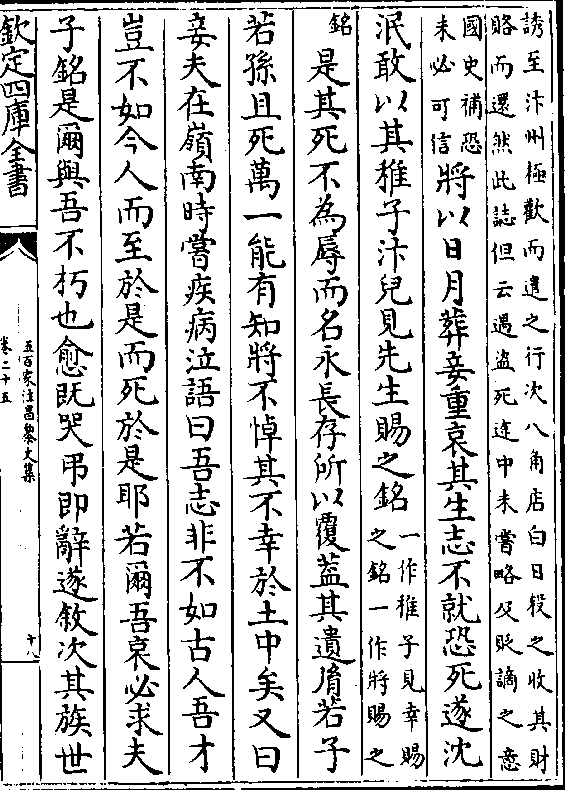 誘至汴州極歡而遣之行次八角店白日殺之收其財
賂而還然此誌但云遇盜死途中未嘗略及貶謫之意
國史補恐
未必可信
將以日月葬妾重哀其生志不就恐死遂沈
泯敢以其稚子汴兒見先生賜之銘
一作稚子見幸賜
之銘一作將賜之
銘
是其死不為辱而名永長存所以覆蓋其遺𦙍若子
若孫且死萬一能有知將不悼其不幸於土中矣又曰
妾夫在嶺南時嘗疾病泣語曰吾志非不如古人吾才
豈不如今人而至於是而死於是耶若爾吾哀必求夫
子銘是爾與吾不朽也愈既哭弔即辭遂敘次其族世
欽定四庫全書
五百家注昌黎文集
卷二十五
十八